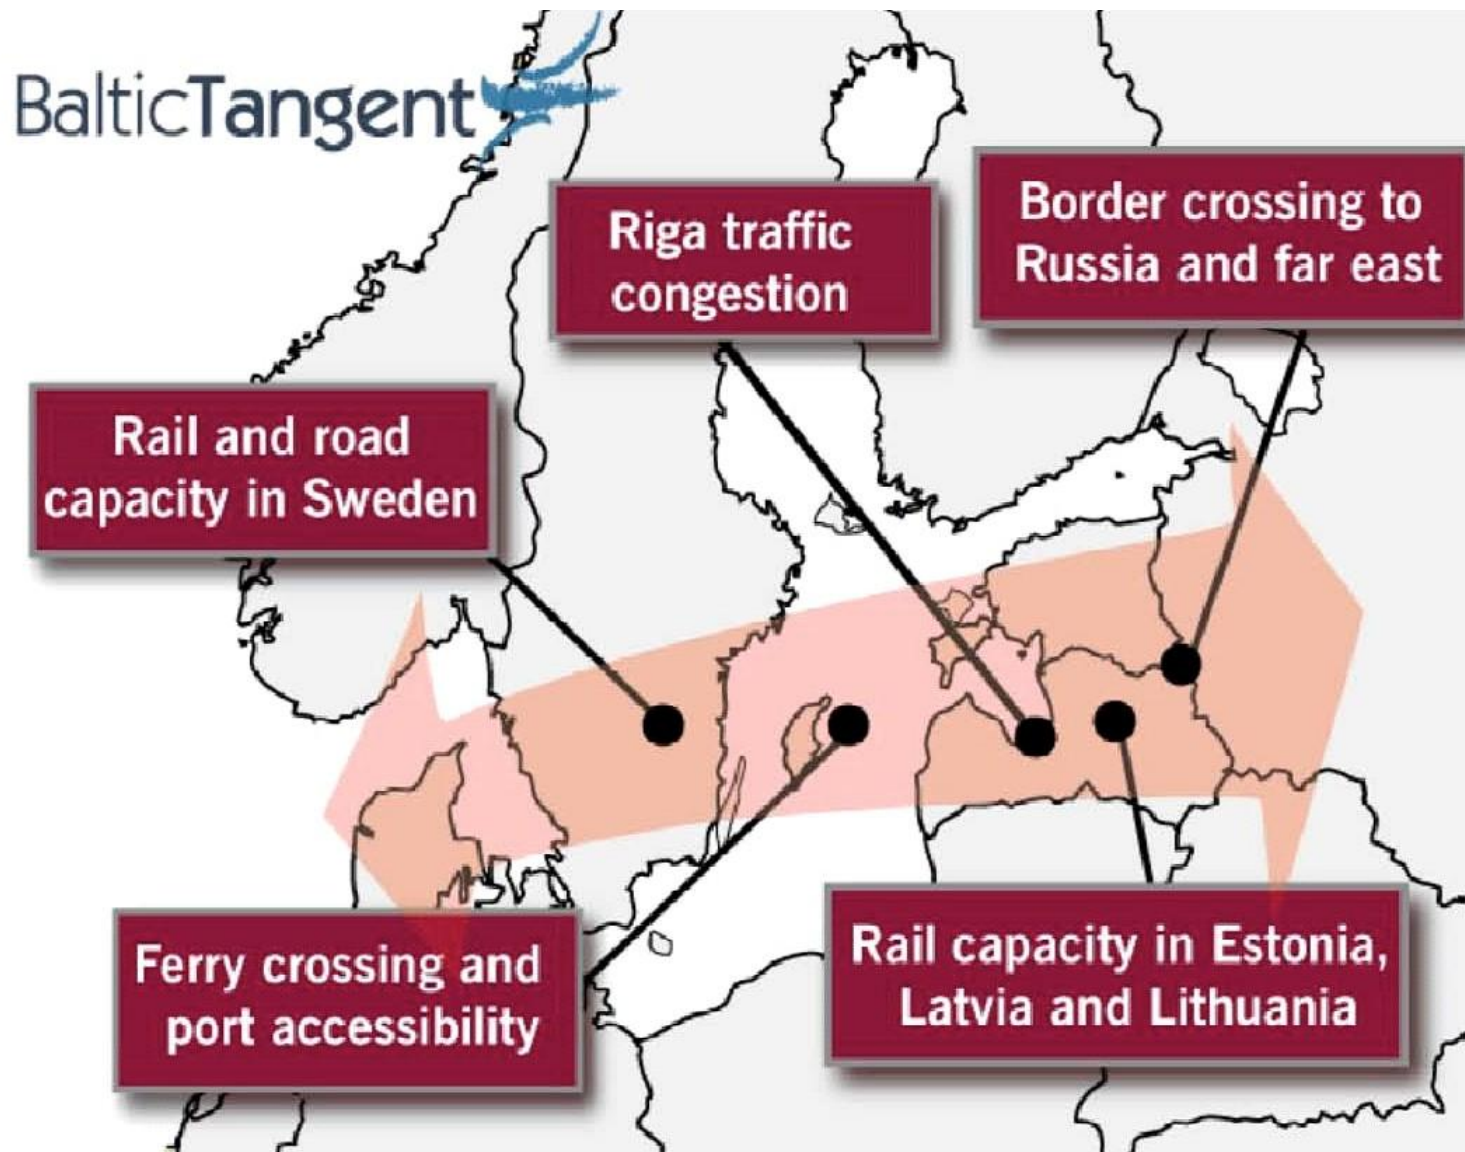 BalticTangent
Riga traffic
congestion
Border crossing to
Russia and far east
Rail and road
capacity in Sweden
Ferry crossing and
port accessibility
Rail capacity in Estonia,
Latvia and Lithuania